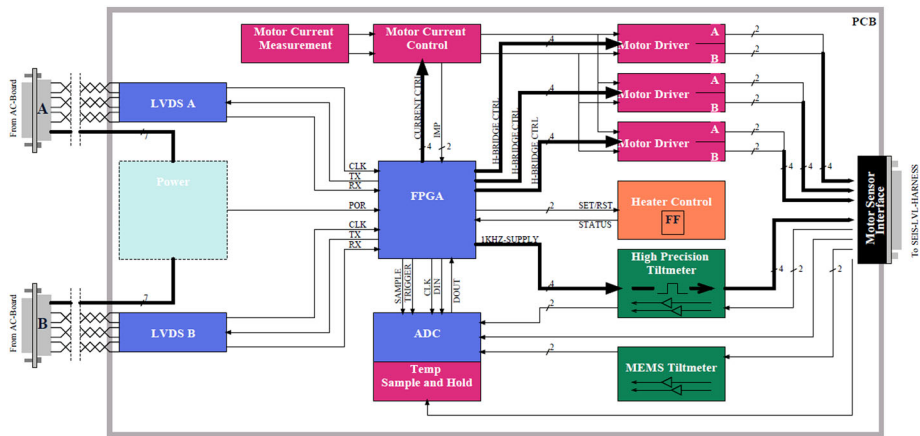 PCB
Motor Current
Measurement
Motor Current
Control
4
Motor Driver
A
B
2
2
From AC-Board
A
LVDS A
7
CURRENT CTRL
4
IMP
2
H-BRIDGE CTRL
H-BRIDGE CTRL
H-BRIDGE CTRL
4
4
Motor Driver
A
B
2
2
Motor Driver
A
B
2
2
4
4
4
Power
CLK
TX
RX
POR
CLK
TX
RX
FPGA
2
SET/RST
STATUS
Heater Control
FF
Motor Sensor
Interface
To SEIS-LVL-HARNESS
1KHZ-SUPPLY
4
High Precision
Tiltmeter
4
2
2
From AC-Board
B
7
LVDS B
SAMPLE
TRIGGER
CLK
DIN
DOUT
2
ADC
2
Temp
Sample and Hold
MEMS Tiltmeter